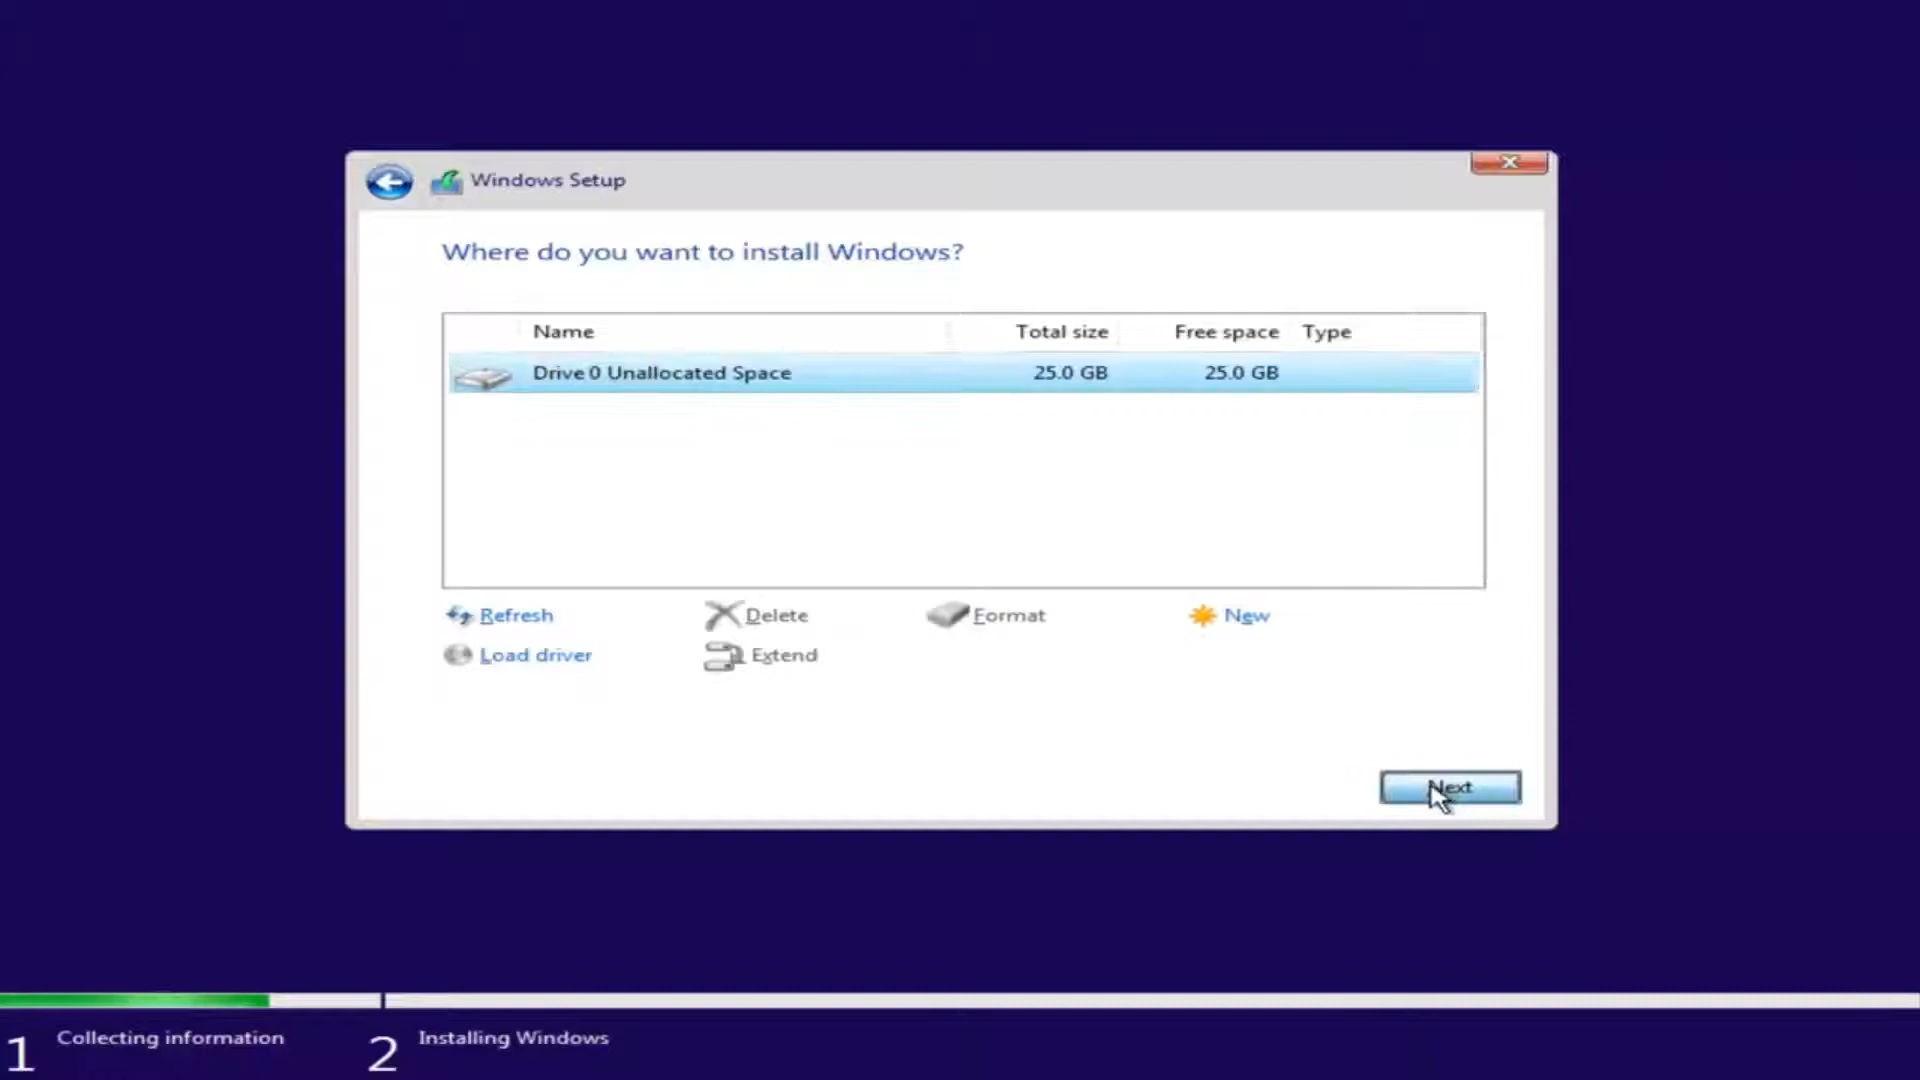 Windows Setup
Where do you want to install Windows?
Name Total size Free space Type
Drive 0 Unallocated Space 25.0 GB 25.0 GB
Refresh Delete Format New
Load driver Extend
Next
1 Collecting information 2 Installing Windows